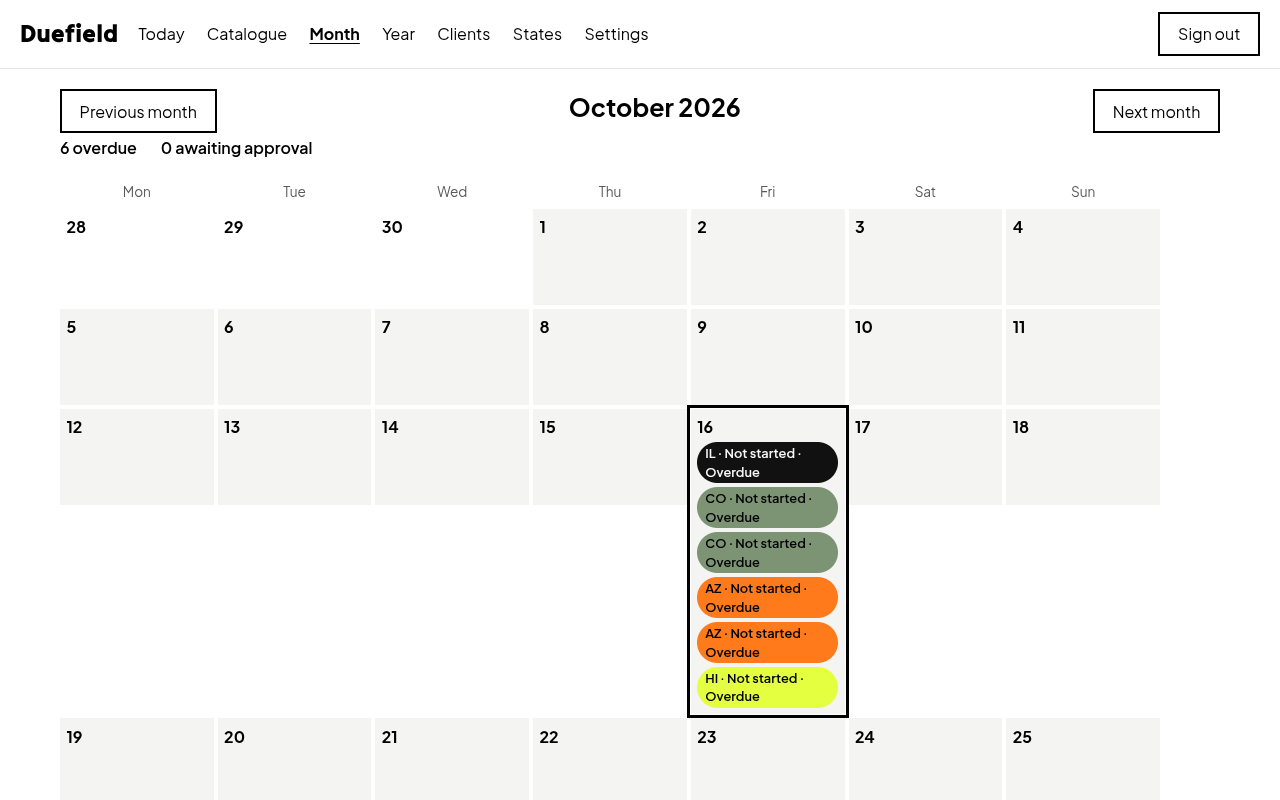 Duefield Today Catalogue Month Year Clients States Settings Sign out
Previous month October 2026 Next month
6 overdue 0 awaiting approval
Mon Tue Wed Thu Fri Sat Sun
28 29 30 1 2 3 4
5 6 7 8 9 10 11
12 13 14 15 16 17 18
IL · Not started ·
Overdue
CO · Not started ·
Overdue
CO · Not started ·
Overdue
AZ · Not started ·
Overdue
AZ · Not started ·
Overdue
HI · Not started ·
Overdue
19 20 21 22 23 24 25